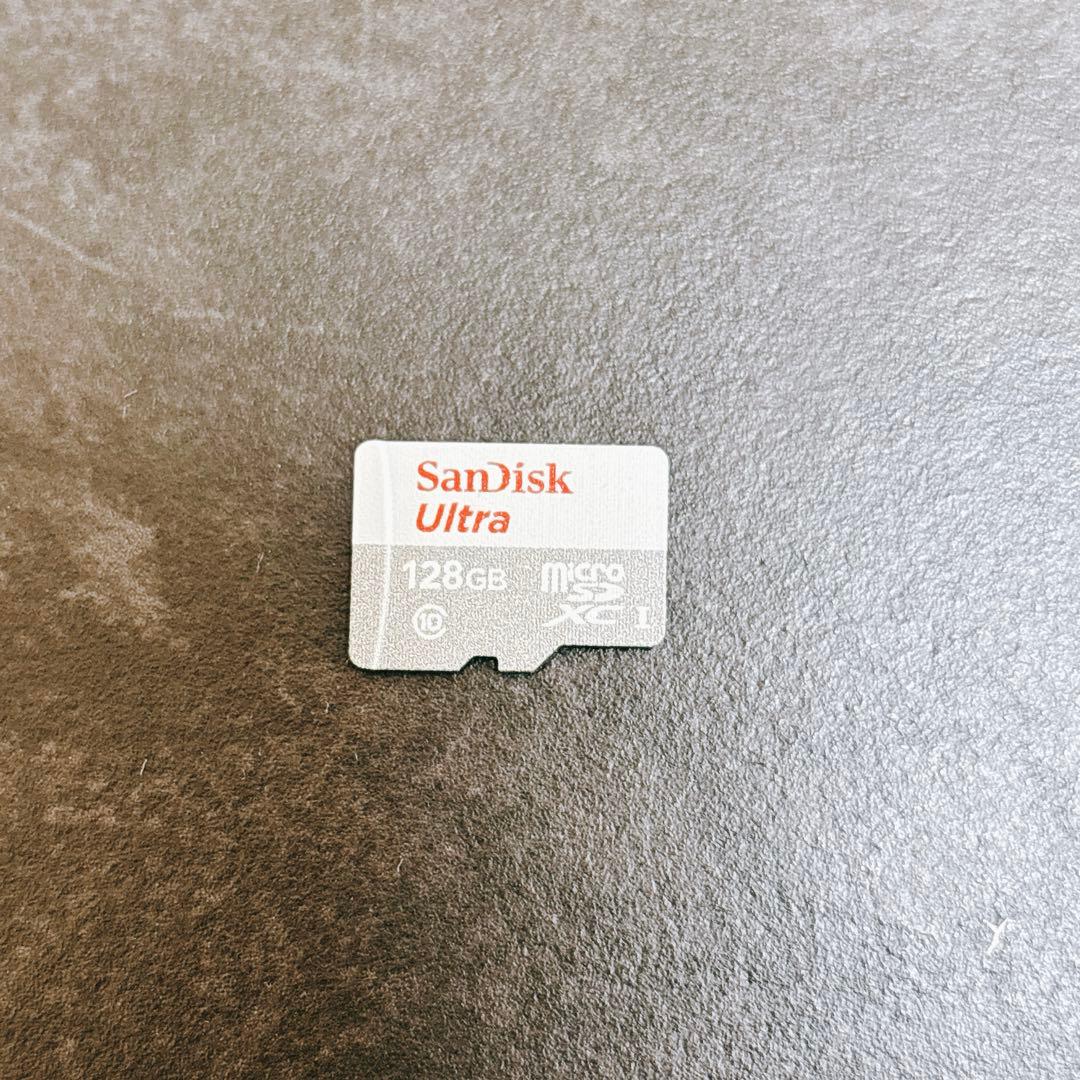 SanDisk
Ultra
128GB
micro
SD
XC I
10